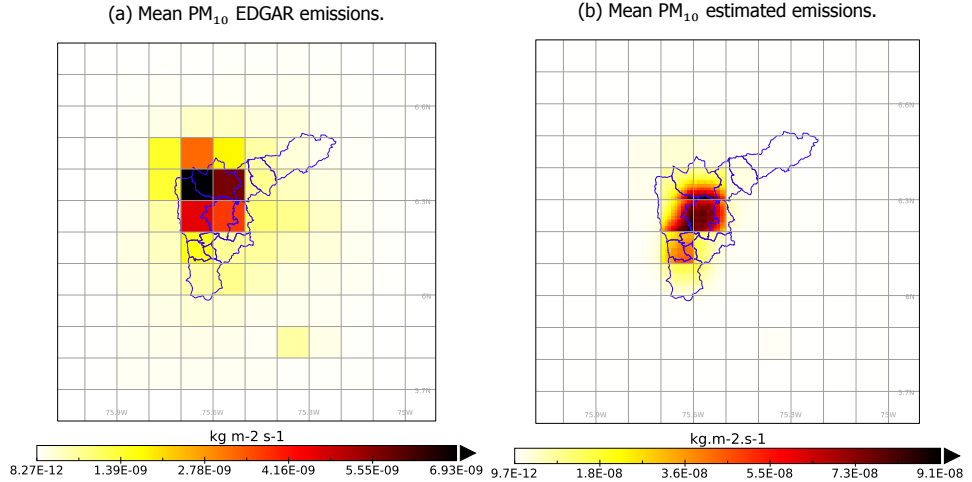 (a) Mean PM₁₀ EDGAR emissions.
6.6N
6.3N
6N
5.7N
75.9W 75.6W 75.3W 75W
kg m-2 s-1
8.27E-12 1.39E-09 2.78E-09 4.16E-09 5.55E-09 6.93E-09
(b) Mean PM₁₀ estimated emissions.
6.6N
6.3N
6N
5.7N
75.9W 75.6W 75.3W 75W
kg.m-2.s-1
9.7E-12 1.8E-08 3.6E-08 5.1E-08 7.3E-08 9.1E-08